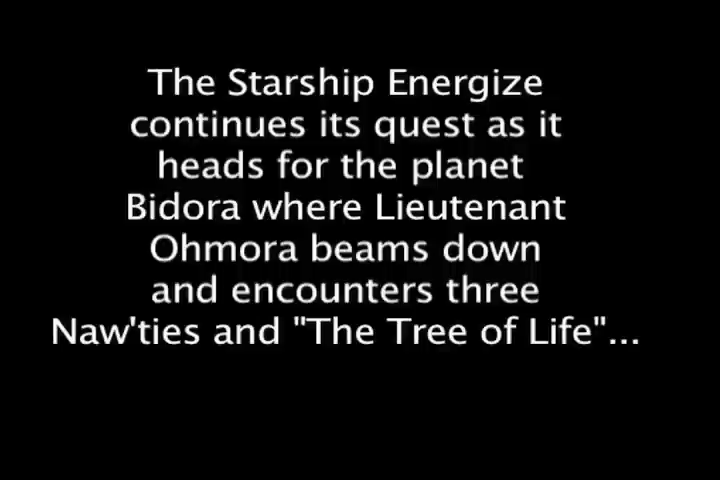 The Starship Energize
continues its quest as it
heads for the planet
Bidora where Lieutenant
Ohmora beams down
and encounters three
Naw'ties and "The Tree of Life"...